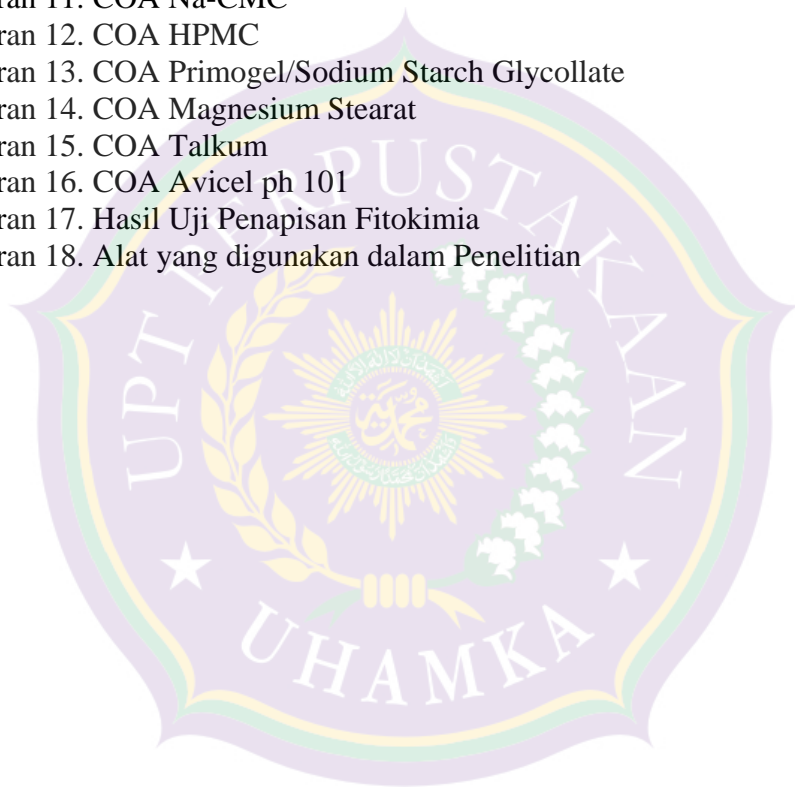 ran 11. COA Na-CMC
ran 12. COA HPMC
ran 13. COA Primogel/Sodium Starch Glycollate
ran 14. COA Magnesium Stearat
ran 15. COA Talkum
ran 16. COA Avicel ph 101
ran 17. Hasil Uji Penapisan Fitokimia
ran 18. Alat yang digunakan dalam Penelitian
UPT PERPUSTAKAAN
محمدية
UHAMKA